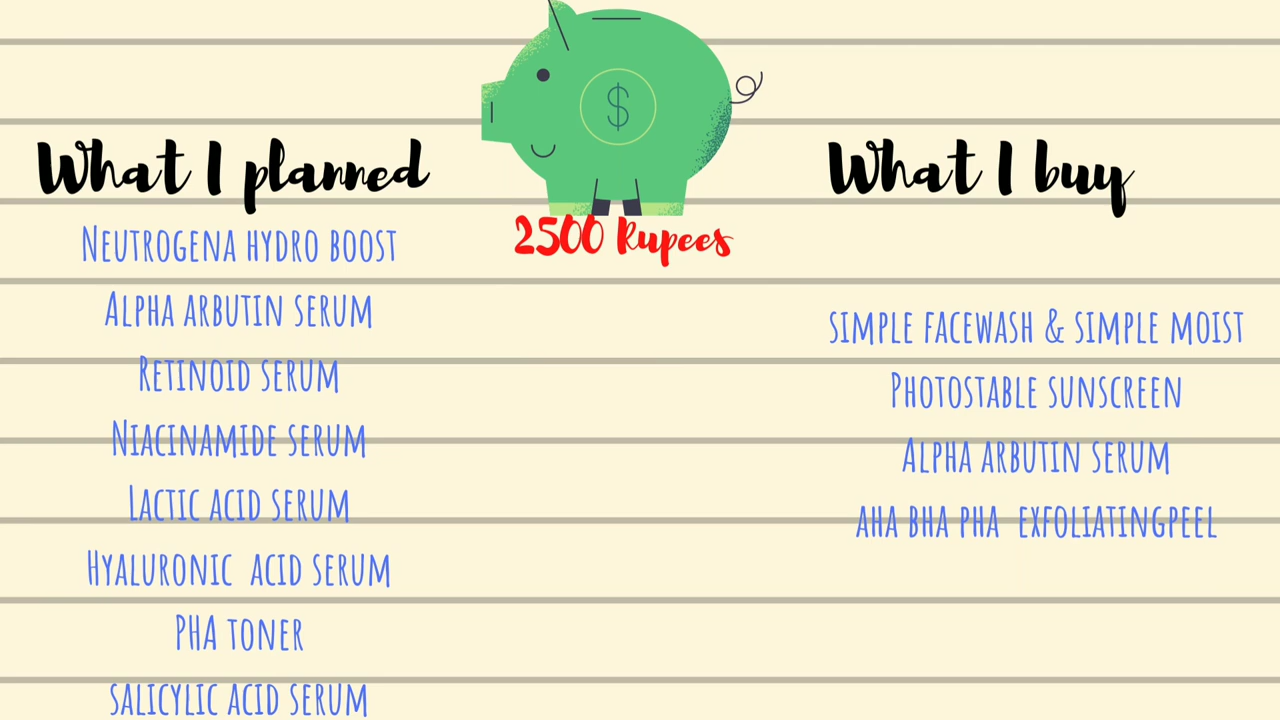 What I planned
Neutrogena hydro boost
Alpha arbutin serum
Retinoid serum
Niacinamide serum
Lactic acid serum
Hyaluronic acid serum
PHA toner
salicylic acid serum
$
2500 Rupees
What I buy
simple facewash & simple moist
Photostable sunscreen
Alpha arbutin serum
aha bha pha exfoliatingpeel